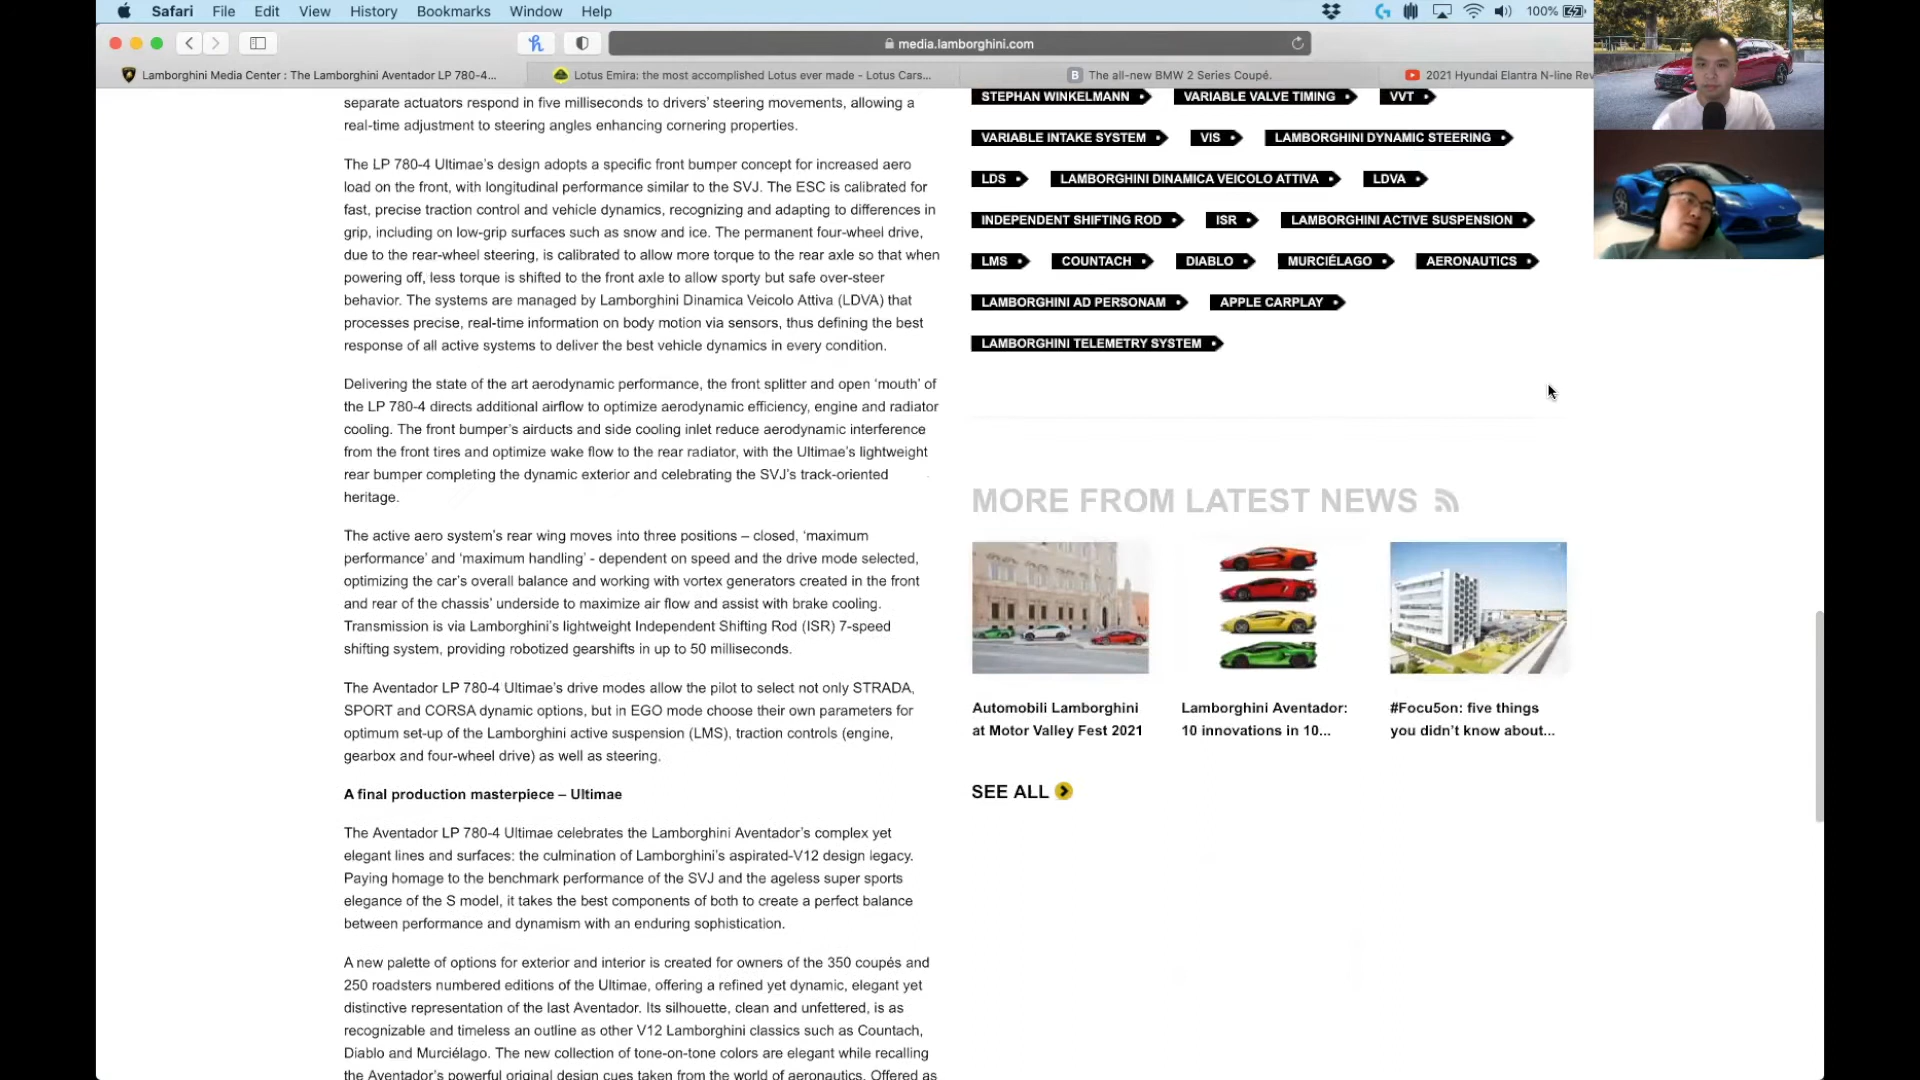 Safari File Edit View History Bookmarks Window Help
100%
media.lamborghini.com
Lamborghini Media Center : The Lamborghini Aventador LP 780-4...
Lotus Emira: the most accomplished Lotus ever made - Lotus Cars...
B The all-new BMW 2 Series Coupé.
2021 Hyundai Elantra N-line Rev
separate actuators respond in five milliseconds to drivers’ steering movements, allowing a
real-time adjustment to steering angles enhancing cornering properties.
The LP 780-4 Ultimae’s design adopts a specific front bumper concept for increased aero
load on the front, with longitudinal performance similar to the SVJ. The ESC is calibrated for
fast, precise traction control and vehicle dynamics, recognizing and adapting to differences in
grip, including on low-grip surfaces such as snow and ice. The permanent four-wheel drive,
due to the rear-wheel steering, is calibrated to allow more torque to the rear axle so that when
powering off, less torque is shifted to the front axle to allow sporty but safe over-steer
behavior. The systems are managed by Lamborghini Dinamica Veicolo Attiva (LDVA) that
processes precise, real-time information on body motion via sensors, thus defining the best
response of all active systems to deliver the best vehicle dynamics in every condition.
Delivering the state of the art aerodynamic performance, the front splitter and open ‘mouth’ of
the LP 780-4 directs additional airflow to optimize aerodynamic efficiency, engine and radiator
cooling. The front bumper’s airducts and side cooling inlet reduce aerodynamic interference
from the front tires and optimize wake flow to the rear radiator, with the Ultimae’s lightweight
rear bumper completing the dynamic exterior and celebrating the SVJ’s track-oriented
heritage.
The active aero system’s rear wing moves into three positions – closed, ‘maximum
performance’ and ‘maximum handling’ - dependent on speed and the drive mode selected,
optimizing the car’s overall balance and working with vortex generators created in the front
and rear of the chassis’ underside to maximize air flow and assist with brake cooling.
Transmission is via Lamborghini’s lightweight Independent Shifting Rod (ISR) 7-speed
shifting system, providing robotized gearshifts in up to 50 milliseconds.
The Aventador LP 780-4 Ultimae’s drive modes allow the pilot to select not only STRADA,
SPORT and CORSA dynamic options, but in EGO mode choose their own parameters for
optimum set-up of the Lamborghini active suspension (LMS), traction controls (engine,
gearbox and four-wheel drive) as well as steering.
A final production masterpiece – Ultimae
The Aventador LP 780-4 Ultimae celebrates the Lamborghini Aventador’s complex yet
elegant lines and surfaces: the culmination of Lamborghini’s aspirated-V12 design legacy.
Paying homage to the benchmark performance of the SVJ and the ageless super sports
elegance of the S model, it takes the best components of both to create a perfect balance
between performance and dynamism with an enduring sophistication.
A new palette of options for exterior and interior is created for owners of the 350 coupés and
250 roadsters numbered editions of the Ultimae, offering a refined yet dynamic, elegant yet
distinctive representation of the last Aventador. Its silhouette, clean and unfettered, is as
recognizable and timeless an outline as other V12 Lamborghini classics such as Countach,
Diablo and Murciélago. The new collection of tone-on-tone colors are elegant while recalling
the Aventador’s powerful original design cues taken from the world of aeronautics. Offered as
STEPHAN WINKELMANN VARIABLE VALVE TIMING VVT
VARIABLE INTAKE SYSTEM VIS LAMBORGHINI DYNAMIC STEERING
LDS LAMBORGHINI DINAMICA VEICOLO ATTIVA LDVA
INDEPENDENT SHIFTING ROD ISR LAMBORGHINI ACTIVE SUSPENSION
LMS COUNTACH DIABLO MURCIÉLAGO AERONAUTICS
LAMBORGHINI AD PERSONAM APPLE CARPLAY
LAMBORGHINI TELEMETRY SYSTEM
MORE FROM LATEST NEWS
Automobili Lamborghini
at Motor Valley Fest 2021
Lamborghini Aventador:
10 innovations in 10...
#Focu5on: five things
you didn’t know about...
SEE ALL